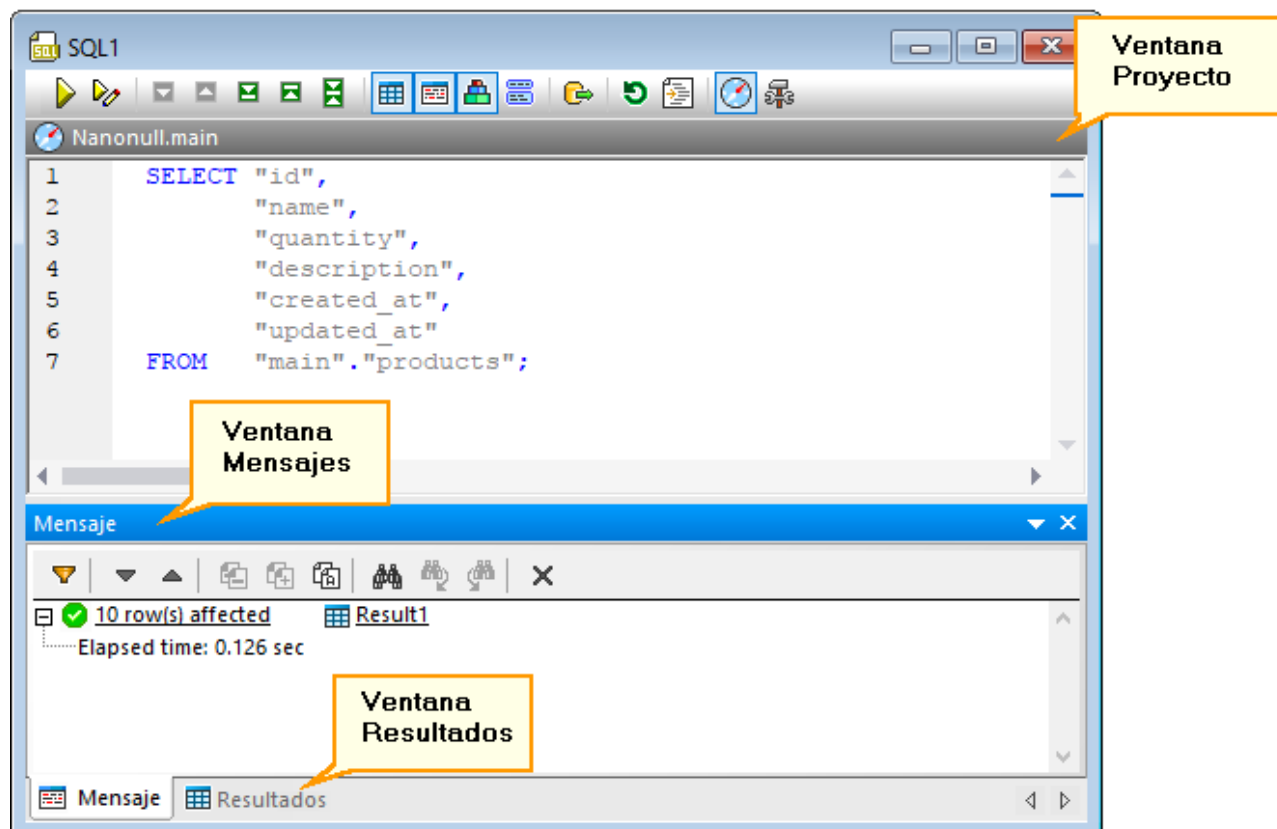 SQL1
Ventana
Proyecto
Nanonull.main
1 SELECT "id",
2 "name",
3 "quantity",
4 "description",
5 "created_at",
6 "updated_at"
7 FROM "main"."products";
Ventana
Mensajes
Mensaje
10 row(s) affected Result1
Elapsed time: 0.126 sec
Ventana
Resultados
Mensaje Resultados